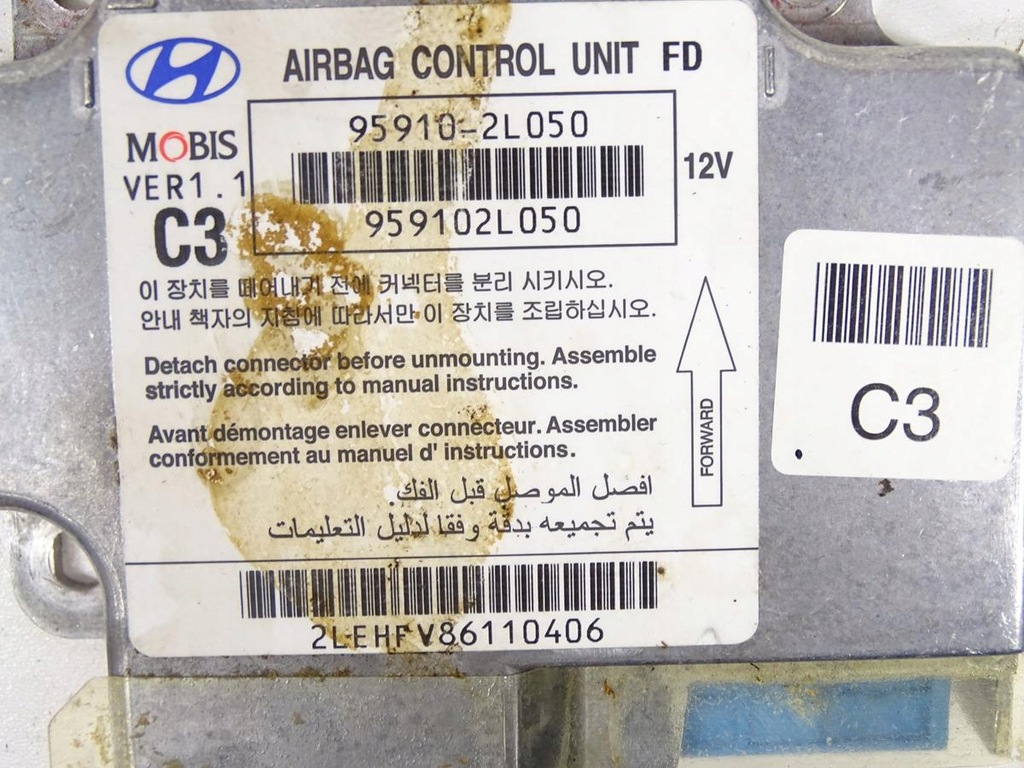 AIRBAG CONTROL UNIT FD
95910-2L050
MOBIS
VER1.1
12V
959102L050
C3
이 장치를 떼어내기 전에 커넥터를 분리 시키시오.
안내 책자의 지침에 따라서만 이 장치를 조립하십시오.
Detach connector before unmounting. Assemble
strictly according to manual instructions.
Avant démontage enlever connecteur. Assembler
conformement au manuel d' instructions.
افصل الموصل قبل الفك.
يتم تجميعه بدقة وفقا لدليل التعليمات
FORWARD
2LEHFV86110406
C3